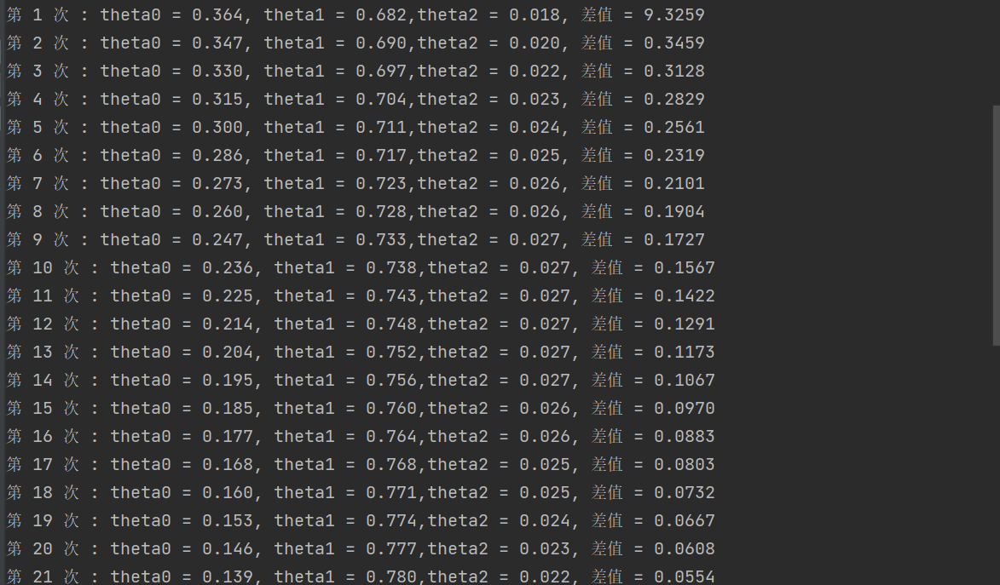 第 1 次 : theta0 = 0.364, theta1 = 0.682,theta2 = 0.018, 差值 = 9.3259
第 2 次 : theta0 = 0.347, theta1 = 0.690,theta2 = 0.020, 差值 = 0.3459
第 3 次 : theta0 = 0.330, theta1 = 0.697,theta2 = 0.022, 差值 = 0.3128
第 4 次 : theta0 = 0.315, theta1 = 0.704,theta2 = 0.023, 差值 = 0.2829
第 5 次 : theta0 = 0.300, theta1 = 0.711,theta2 = 0.024, 差值 = 0.2561
第 6 次 : theta0 = 0.286, theta1 = 0.717,theta2 = 0.025, 差值 = 0.2319
第 7 次 : theta0 = 0.273, theta1 = 0.723,theta2 = 0.026, 差值 = 0.2101
第 8 次 : theta0 = 0.260, theta1 = 0.728,theta2 = 0.026, 差值 = 0.1904
第 9 次 : theta0 = 0.247, theta1 = 0.733,theta2 = 0.027, 差值 = 0.1727
第 10 次 : theta0 = 0.236, theta1 = 0.738,theta2 = 0.027, 差值 = 0.1567
第 11 次 : theta0 = 0.225, theta1 = 0.743,theta2 = 0.027, 差值 = 0.1422
第 12 次 : theta0 = 0.214, theta1 = 0.748,theta2 = 0.027, 差值 = 0.1291
第 13 次 : theta0 = 0.204, theta1 = 0.752,theta2 = 0.027, 差值 = 0.1173
第 14 次 : theta0 = 0.195, theta1 = 0.756,theta2 = 0.027, 差值 = 0.1067
第 15 次 : theta0 = 0.185, theta1 = 0.760,theta2 = 0.026, 差值 = 0.0970
第 16 次 : theta0 = 0.177, theta1 = 0.764,theta2 = 0.026, 差值 = 0.0883
第 17 次 : theta0 = 0.168, theta1 = 0.768,theta2 = 0.025, 差值 = 0.0803
第 18 次 : theta0 = 0.160, theta1 = 0.771,theta2 = 0.025, 差值 = 0.0732
第 19 次 : theta0 = 0.153, theta1 = 0.774,theta2 = 0.024, 差值 = 0.0667
第 20 次 : theta0 = 0.146, theta1 = 0.777,theta2 = 0.023, 差值 = 0.0608
第 21 次 : theta0 = 0.139, theta1 = 0.780,theta2 = 0.022, 差值 = 0.0554